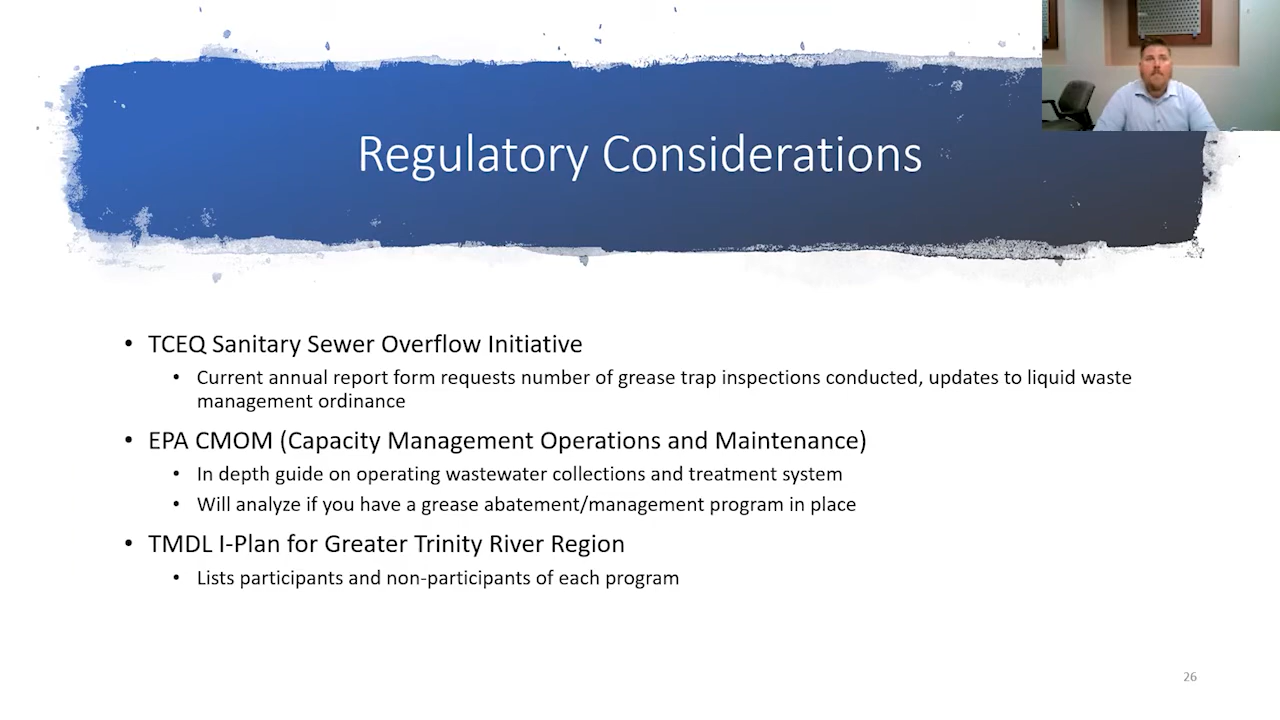 Regulatory Considerations
• TCEQ Sanitary Sewer Overflow Initiative
• Current annual report form requests number of grease trap inspections conducted, updates to liquid waste
management ordinance
• EPA CMOM (Capacity Management Operations and Maintenance)
• In depth guide on operating wastewater collections and treatment system
• Will analyze if you have a grease abatement/management program in place
• TMDL I-Plan for Greater Trinity River Region
• Lists participants and non-participants of each program
26